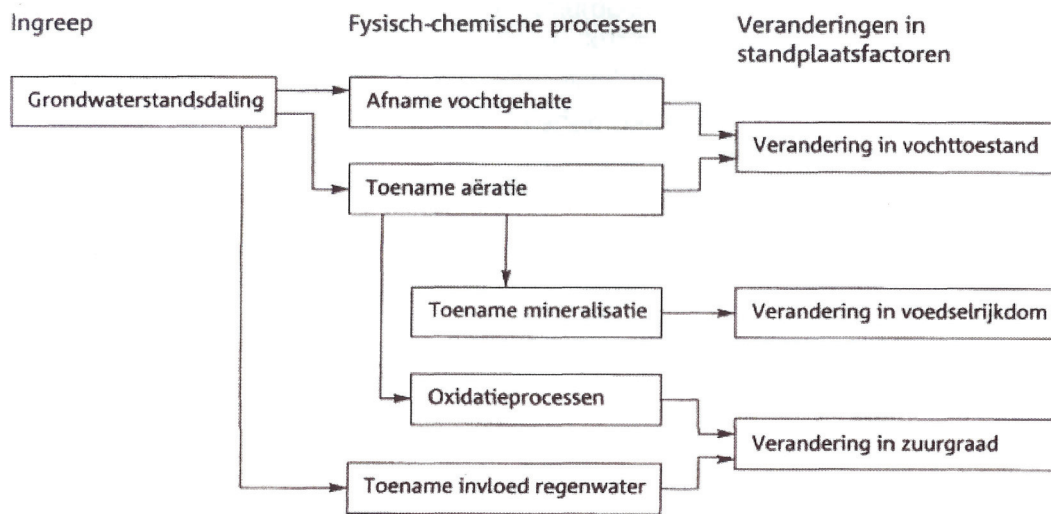 Ingreep
Fysisch-chemische processen
Veranderingen in
standplaatsfactoren
Grondwaterstandsdaling
Afname vochtgehalte
Verandering in vochttoestand
Toename aëratie
Toename mineralisatie
Verandering in voedselrijkdom
Oxidatieprocessen
Verandering in zuurgraad
Toename invloed regenwater